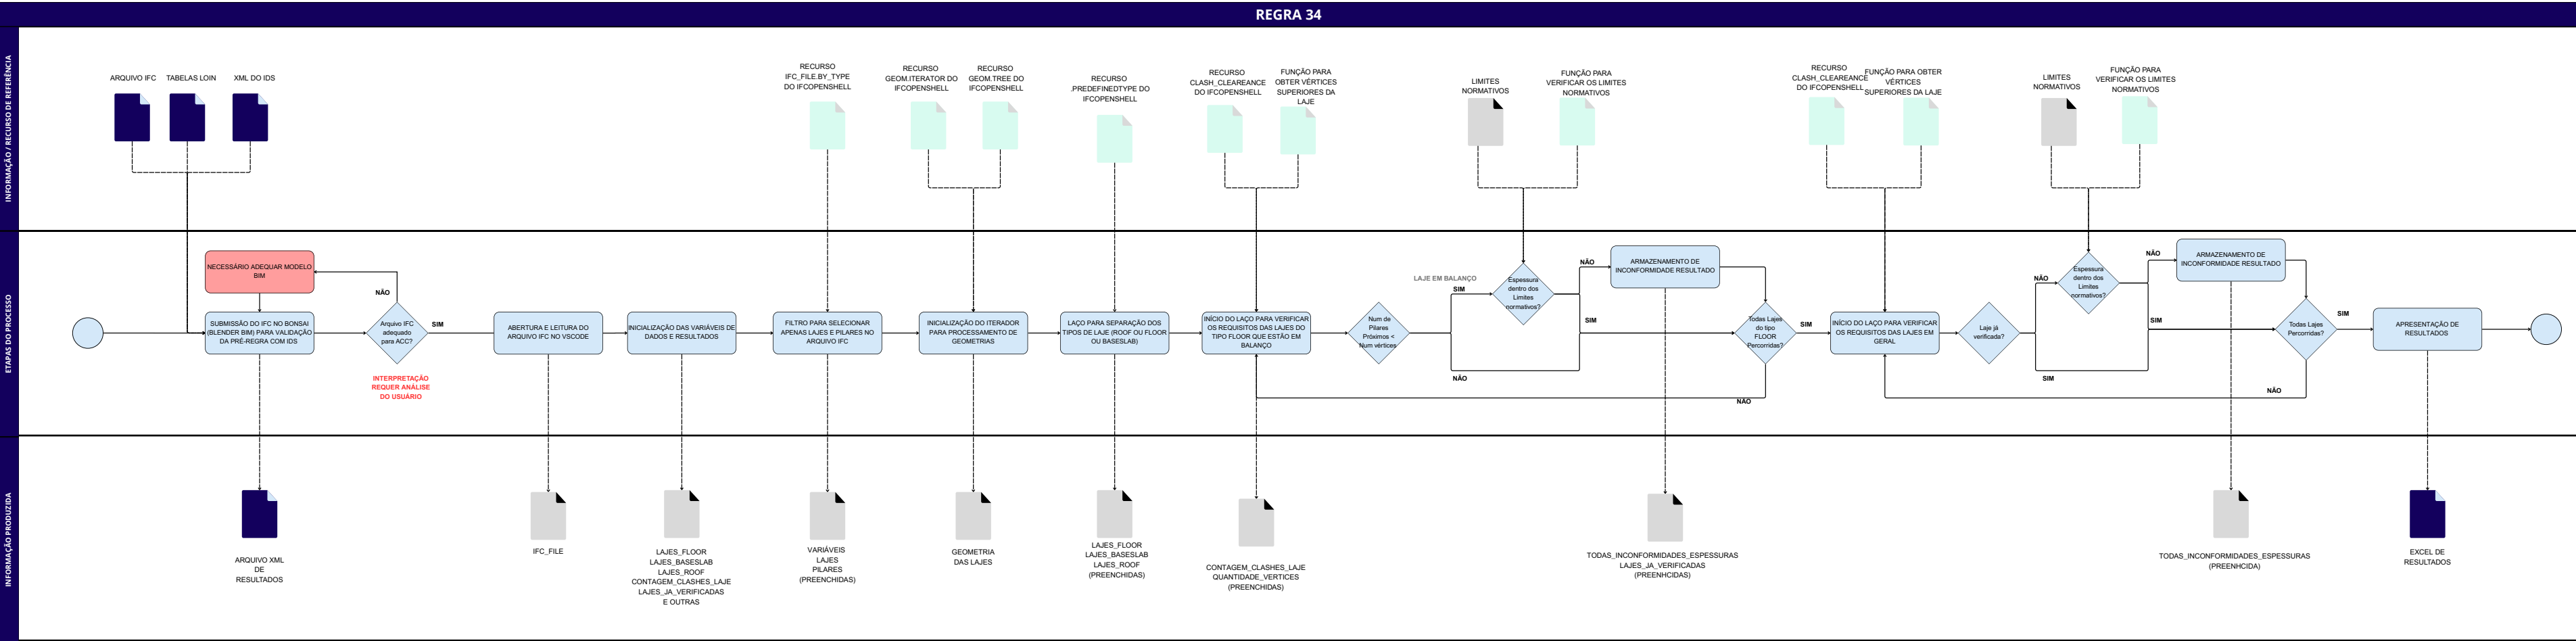 REGRA 34
INFORMAÇÃO / RECURSO DE REFERÊNCIA
ARQUIVO IFC
TABELAS LOIN
XML DO IDS
RECURSO
IFC_FILE.BY_TYPE
DO IFCOPENSHELL
RECURSO
GEOM.ITERATOR DO
IFCOPENSHELL
RECURSO
GEOM.TREE DO
IFCOPENSHELL
RECURSO
.PREDEFINEDTYPE DO
IFCOPENSHELL
RECURSO
CLASH_CLEAREANCE
DO IFCOPENSHELL
FUNÇÃO PARA
OBTER VÉRTICES
SUPERIORES DA
LAJE
LIMITES
NORMATIVOS
FUNÇÃO PARA
VERIFICAR OS LIMITES
NORMATIVOS
RECURSO
CLASH_CLEAREANCE
DO IFCOPENSHELL
FUNÇÃO PARA OBTER
VÉRTICES
SUPERIORES DA LAJE
LIMITES
NORMATIVOS
FUNÇÃO PARA
VERIFICAR OS LIMITES
NORMATIVOS
ETAPAS DO PROCESSO
NECESSÁRIO ADEQUAR MODELO
BIM
SUBMISSÃO DO IFC NO BONSAI
(BLENDER BIM) PARA VALIDAÇÃO
DA PRÉ-REGRA COM IDS
NÃO
Arquivo IFC
adequado
para ACC?
SIM
INTERPRETAÇÃO
REQUER ANÁLISE
DO USUÁRIO
ABERTURA E LEITURA DO
ARQUIVO IFC NO VSCODE
INICIALIZAÇÃO DAS VARIÁVEIS DE
DADOS E RESULTADOS
FILTRO PARA SELECIONAR
APENAS LAJES E PILARES NO
ARQUIVO IFC
INICIALIZAÇÃO DO ITERADOR
PARA PROCESSAMENTO DE
GEOMETRIAS
LAÇO PARA SEPARAÇÃO DOS
TIPOS DE LAJE (ROOF OU FLOOR
OU BASESLAB)
INÍCIO DO LAÇO PARA VERIFICAR
OS REQUISITOS DAS LAJES DO
TIPO FLOOR QUE ESTÃO EM
BALANÇO
Num de
Pilares
Próximos <
Num vértices
LAJE EM BALANÇO
SIM
NÃO
Espessura
dentro dos
Limites
normativos?
NÃO
SIM
ARMAZENAMENTO DE
INCONFORMIDADE RESULTADO
Todas Lajes
do tipo
FLOOR
Percorridas?
SIM
NÃO
INÍCIO DO LAÇO PARA VERIFICAR
OS REQUISITOS DAS LAJES EM
GERAL
Laje já
verificada?
NÃO
SIM
Espessura
dentro dos
Limites
normativos?
NÃO
SIM
ARMAZENAMENTO DE
INCONFORMIDADE RESULTADO
Todas Lajes
Percorridas?
SIM
NÃO
APRESENTAÇÃO DE
RESULTADOS
INFORMAÇÃO PRODUZIDA
ARQUIVO XML
DE
RESULTADOS
IFC_FILE
LAJES_FLOOR
LAJES_BASESLAB
LAJES_ROOF
CONTAGEM_CLASHES_LAJE
LAJES_JA_VERIFICADAS
E OUTRAS
VARIÁVEIS
LAJES
PILARES
(PREENCHIDAS)
GEOMETRIA
DAS LAJES
LAJES_FLOOR
LAJES_BASESLAB
LAJES_ROOF
(PREENCHIDAS)
CONTAGEM_CLASHES_LAJE
QUANTIDADE_VERTICES
(PREENCHIDAS)
TODAS_INCONFORMIDADES_ESPESSURAS
LAJES_JA_VERIFICADAS
(PREENHCIDAS)
TODAS_INCONFORMIDADES_ESPESSURAS
(PREENHCIDA)
EXCEL DE
RESULTADOS